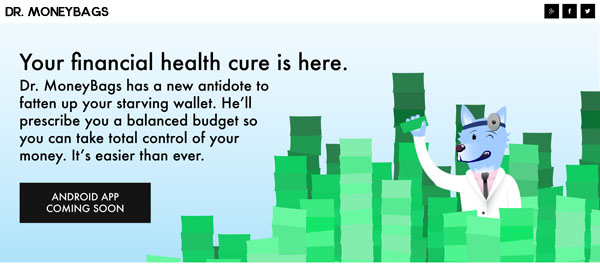 DR. MONEYBAGS
Your financial health cure is here.
Dr. MoneyBags has a new antidote to
fatten up your starving wallet. He’ll
prescribe you a balanced budget so
you can take total control of your
money. It’s easier than ever.
ANDROID APP
COMING SOON